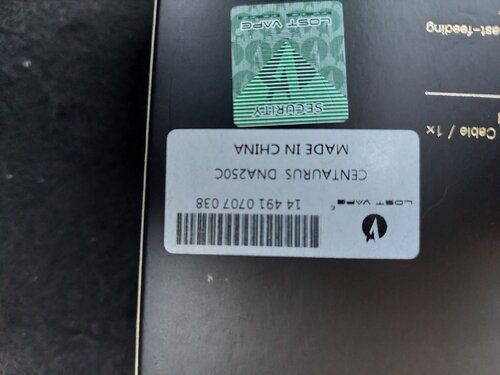 LOST VAPE
14 491 0707 038
CENTAURUS DNA250C
MADE IN CHINA
SECURITY
LOST VAPE
Cable / 1x